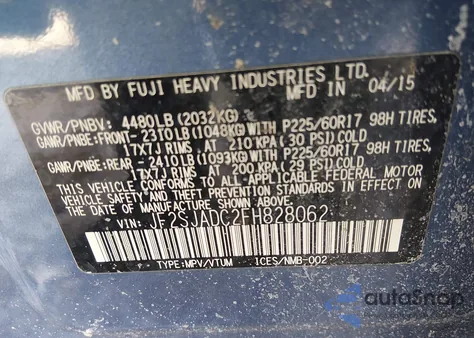 MFD BY FUJI HEAVY INDUSTRIES LTD.
MFD IN 04/15
GVWR/PNBV: 4480LB(2032KG)
GAWR/PNBE:FRONT-2310LB(1048KG)WITH P225/60R17 98H TIRES,
17X7J RIMS AT 210 KPA (30 PSI)COLD
GAWR/PNBE:REAR -2410LB(1093KG)WITH P225/60R17 98H TIRES,
17X7J RIMS AT 200 KPA (29 PSI)COLD
THIS VEHICLE CONFORMS TO ALL APPLICABLE FEDERAL MOTOR
VEHICLE SAFETY
THEFT PREVENTION STANDARDS IN EFFECT ON THE DATE OF
MANUFACTURE SHOWN ABOVE.
VIN: JF2SJADC2FH828062
TYPE:MPV/VTUM ICES/NMB-002
autoSnap